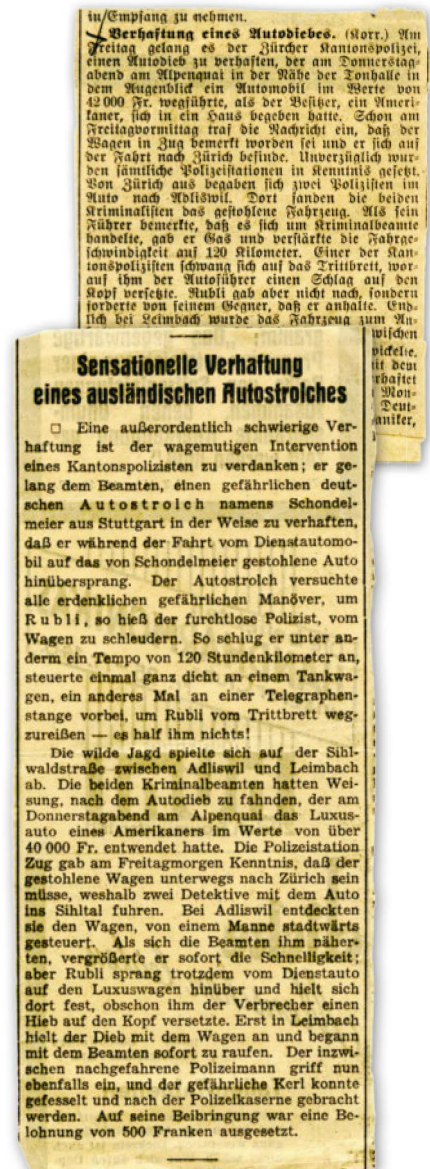 in Empfang zu nehmen.
Verhaftung eines Autodiebes. (Korr.) Am
Freitag gelang es der Zürcher Kantonspolizei,
einen Autodieb zu verhaften, der am Donnerstag-
abend am Alpenquai in der Nähe der Tonhalle in
dem Augenblick ein Automobil im Werte von
42 000 Fr. wegführte, als der Besitzer, ein Ameri-
kaner, sich in ein Haus begeben hatte. Schon am
Freitagvormittag traf die Nachricht ein, daß der
Wagen in Zug bemerkt worden sei und er sich auf
der Fahrt nach Zürich befinde. Unverzüglich wur-
den sämtliche Polizeistationen in Kenntnis gesetzt.
Von Zürich aus begaben sich zwei Polizisten im
Auto nach Adliswil. Dort fanden die beiden
Kriminalisten das gestohlene Fahrzeug. Als sein
Führer bemerkte, daß es sich um Kriminalbeamte
handelte, gab er Gas und verstärkte die Fahrge-
schwindigkeit auf 120 Kilometer. Einer der Kan-
tonspolizisten schwang sich auf das Trittbrett, wor-
auf ihm der Autoführer einen Schlag auf den
Kopf versetzte. Rubli gab aber nicht nach, sondern
forderte von seinem Gegner, daß er anhalte. End-
lich bei Leimbach wurde das Fahrzeug zum An-
wischen
wickelte.
it dem
rhaftet
Mon-
Deut-
aniker,
Sensationelle Verhaftung
eines ausländischen Autostrolches
□ Eine außerordentlich schwierige Ver-
haftung ist der wagemutigen Intervention
eines Kantonspolizisten zu verdanken; er ge-
lang dem Beamten, einen gefährlichen deut-
schen Autostrolch namens Schondel-
meier aus Stuttgart in der Weise zu verhaften,
daß er während der Fahrt vom Dienstautomo-
bil auf das von Schondelmeier gestohlene Auto
hinübersprang. Der Autostrolch versuchte
alle erdenklichen gefährlichen Manöver, um
Rubli, so hieß der furchtlose Polizist, vom
Wagen zu schleudern. So schlug er unter an-
derm ein Tempo von 120 Stundenkilometer an,
steuerte einmal ganz dicht an einem Tankwa-
gen, ein anderes Mal an einer Telegraphen-
stange vorbei, um Rubli vom Trittbrett weg-
zureißen — es half ihm nichts!
Die wilde Jagd spielte sich auf der Sihl-
waldstraße zwischen Adliswil und Leimbach
ab. Die beiden Kriminalbeamten hatten Wei-
sung, nach dem Autodieb zu fahnden, der am
Donnerstagabend am Alpenquai das Luxus-
auto eines Amerikaners im Werte von über
40 000 Fr. entwendet hatte. Die Polizeistation
Zug gab am Freitagmorgen Kenntnis, daß der
gestohlene Wagen unterwegs nach Zürich sein
müsse, weshalb zwei Detektive mit dem Auto
ins Sihltal fuhren. Bei Adliswil entdeckten
sie den Wagen, von einem Manne stadtwärts
gesteuert. Als sich die Beamten ihm näher-
ten, vergrößerte er sofort die Schnelligkeit;
aber Rubli sprang trotzdem vom Dienstauto
auf den Luxuswagen hinüber und hielt sich
dort fest, obschon ihm der Verbrecher einen
Hieb auf den Kopf versetzte. Erst in Leimbach
hielt der Dieb mit dem Wagen an und begann
mit dem Beamten sofort zu raufen. Der inzwi-
schen nachgefahrene Polizeimann griff nun
ebenfalls ein, und der gefährliche Kerl konnte
gefesselt und nach der Polizeikaserne gebracht
werden. Auf seine Beibringung war eine Be-
lohnung von 500 Franken ausgesetzt.